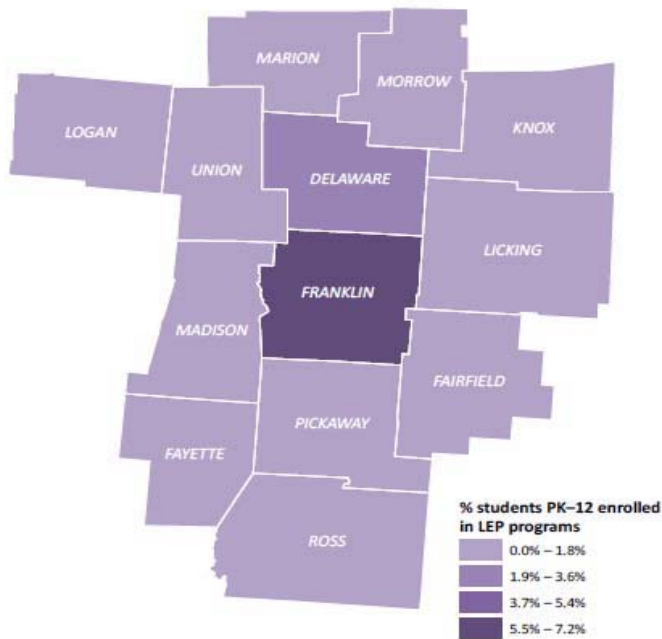 MARION
MORROW
LOGAN
KNOX
UNION
DELAWARE
LICKING
FRANKLIN
MADISON
FAIRFIELD
PICKAWAY
FAYETTE
ROSS
% students PK–12 enrolled
in LEP programs
0.0% – 1.8%
1.9% – 3.6%
3.7% – 5.4%
5.5% – 7.2%